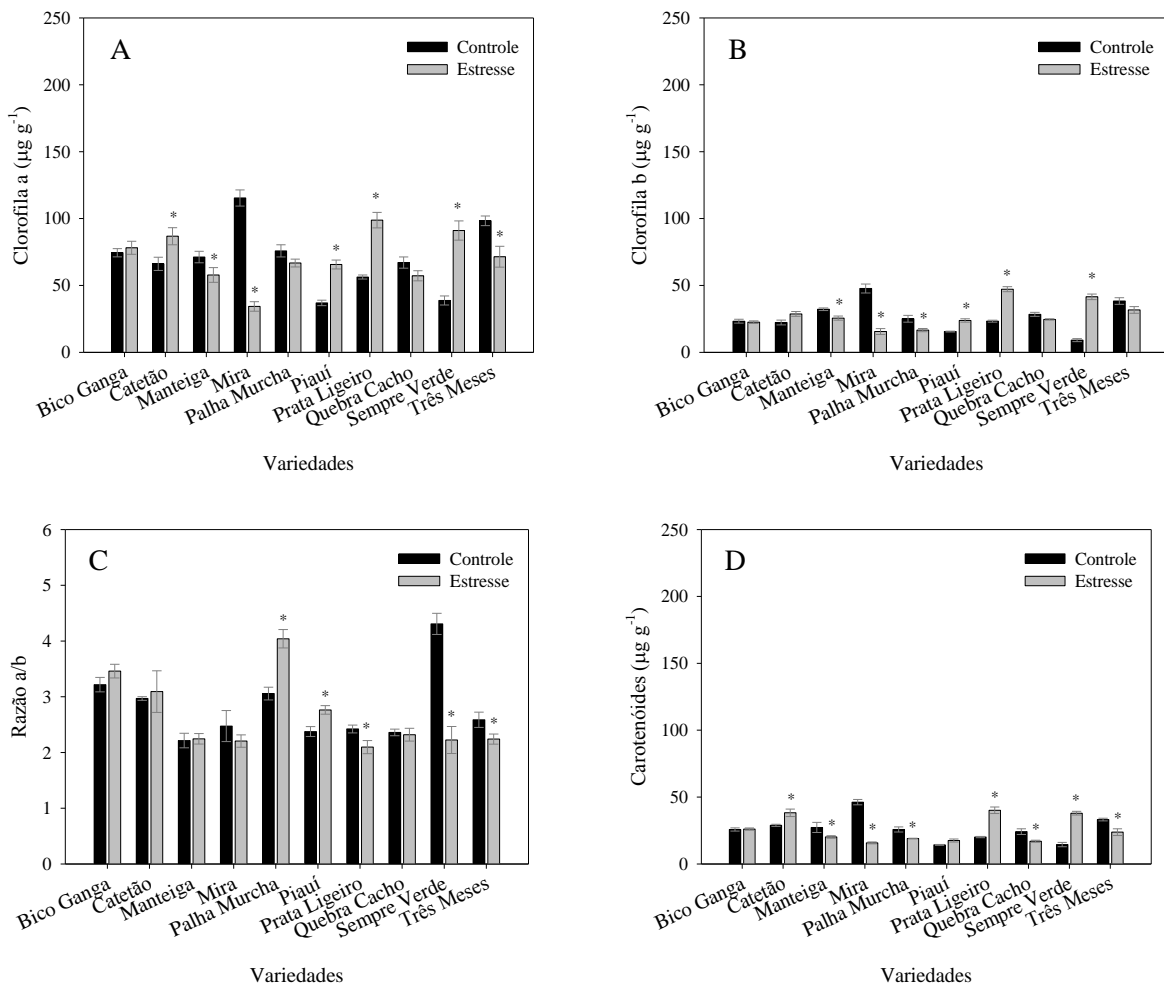 A
Controle
Estresse
Clorofila a (µg g-1)
250
200
150
100
50
0
*
*
*
*
*
*
*
Bico Ganga
Catetão
Manteiga
Mira
Palha Murcha
Piauí
Prata Ligeiro
Quebra Cacho
Sempre Verde
Três Meses
Variedades
B
Controle
Estresse
Clorofila b (µg g-1)
250
200
150
100
50
0
*
*
*
*
*
*
Bico Ganga
Catetão
Manteiga
Mira
Palha Murcha
Piauí
Prata Ligeiro
Quebra Cacho
Sempre Verde
Três Meses
Variedades
C
Controle
Estresse
Razão a/b
6
5
4
3
2
1
0
*
*
*
*
*
Bico Ganga
Catetão
Manteiga
Mira
Palha Murcha
Piauí
Prata Ligeiro
Quebra Cacho
Sempre Verde
Três Meses
Variedades
D
Controle
Estresse
Carotenóides (µg g-1)
250
200
150
100
50
0
*
*
*
*
*
*
*
*
Bico Ganga
Catetão
Manteiga
Mira
Palha Murcha
Piauí
Prata Ligeiro
Quebra Cacho
Sempre Verde
Três Meses
Variedades